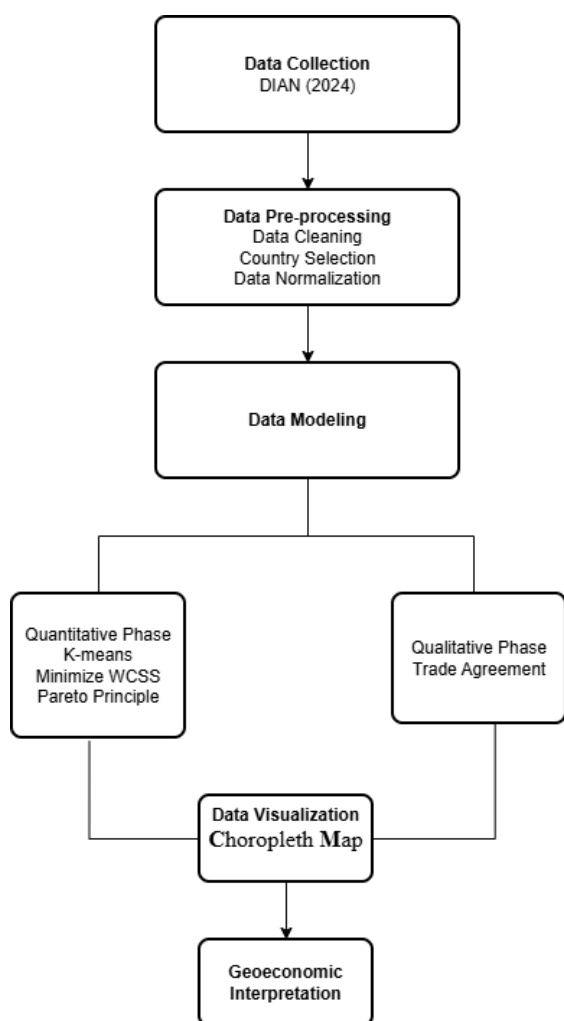 Data Collection
DIAN (2024)
Data Pre-processing
Data Cleaning
Country Selection
Data Normalization
Data Modeling
Quantitative Phase
K-means
Minimize WCSS
Pareto Principle
Qualitative Phase
Trade Agreement
Data Visualization
Choropleth Map
Geoeconomic
Interpretation